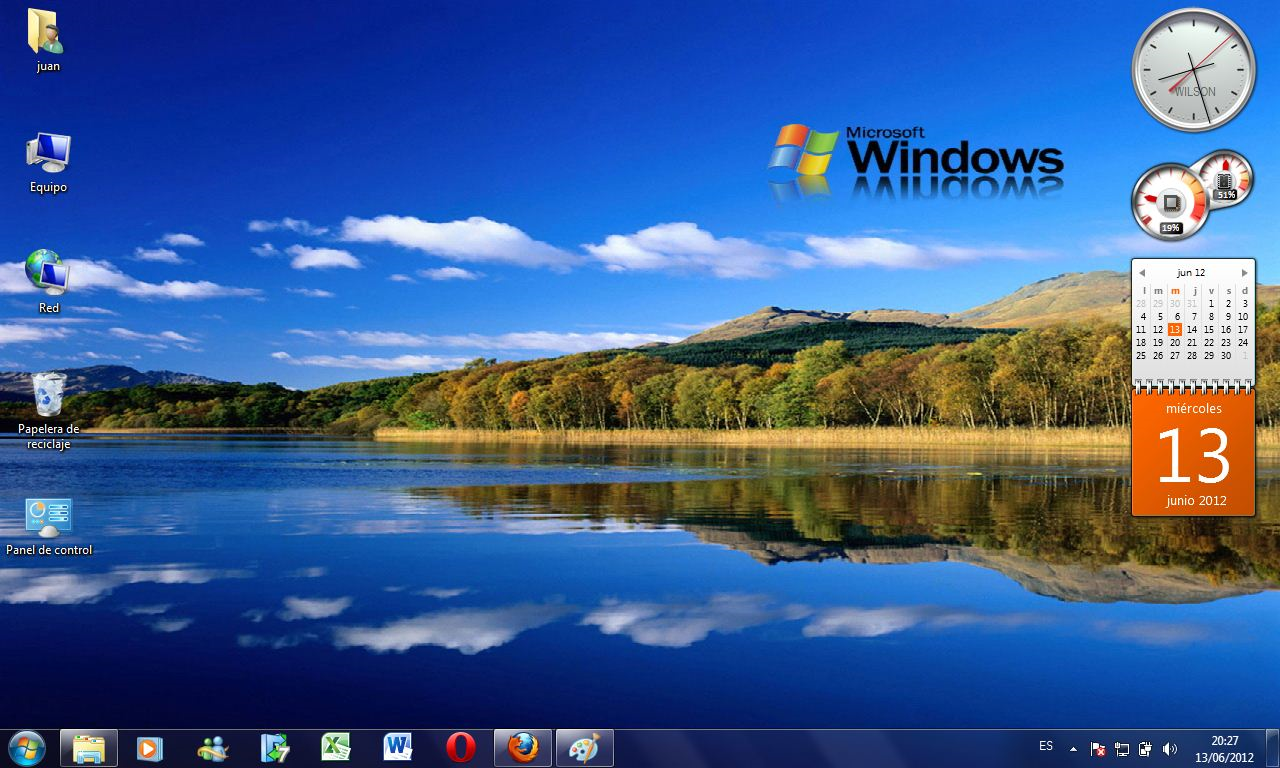 juan
Equipo
Red
Papelera de
reciclaje
Panel de control
Microsoft
Windows
WILSON
51%
19%
jun 12
l m m j v s d
28 29 30 31 1 2 3
4 5 6 7 8 9 10
11 12 13 14 15 16 17
18 19 20 21 22 23 24
25 26 27 28 29 30 1
miércoles
13
junio 2012
7
X
W
ES
20:27
13/06/2012